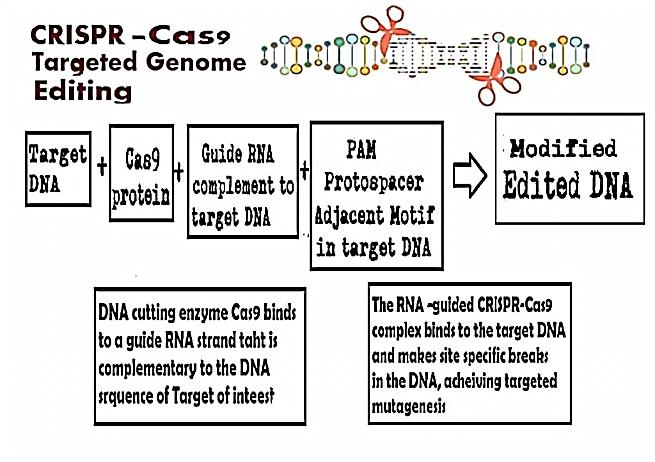 CRISPR -Cas9
Targeted Genome
Editing
Target
DNA
+
Cas9
protein
+
Guide RNA
complement to
target DNA
+
PAM
Protospacer
Adjacent Motif
in target DNA
Modified
Edited DNA
DNA cutting enzyme Cas9 binds
to a guide RNA strand taht is
complementary to the DNA
srquence of Target of inteest
The RNA -guided CRISPR-Cas9
complex binds to the target DNA
and makes site specific breaks
in the DNA, acheiving targeted
mutagenesis